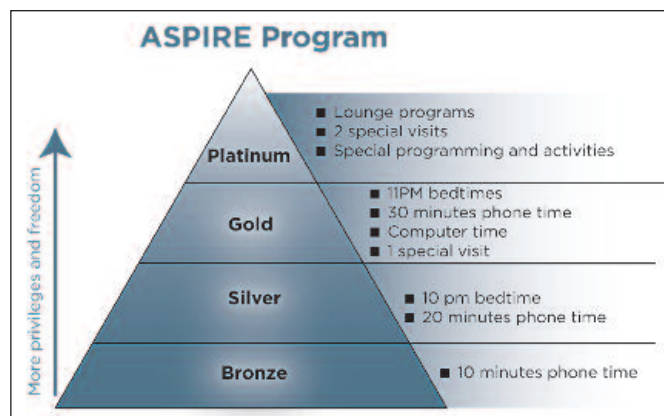 ASPIRE Program
More privileges and freedom
Platinum
■ Lounge programs
■ 2 special visits
■ Special programming and activities
Gold
■ 11PM bedtimes
■ 30 minutes phone time
■ Computer time
■ 1 special visit
Silver
■ 10 pm bedtime
■ 20 minutes phone time
Bronze
■ 10 minutes phone time